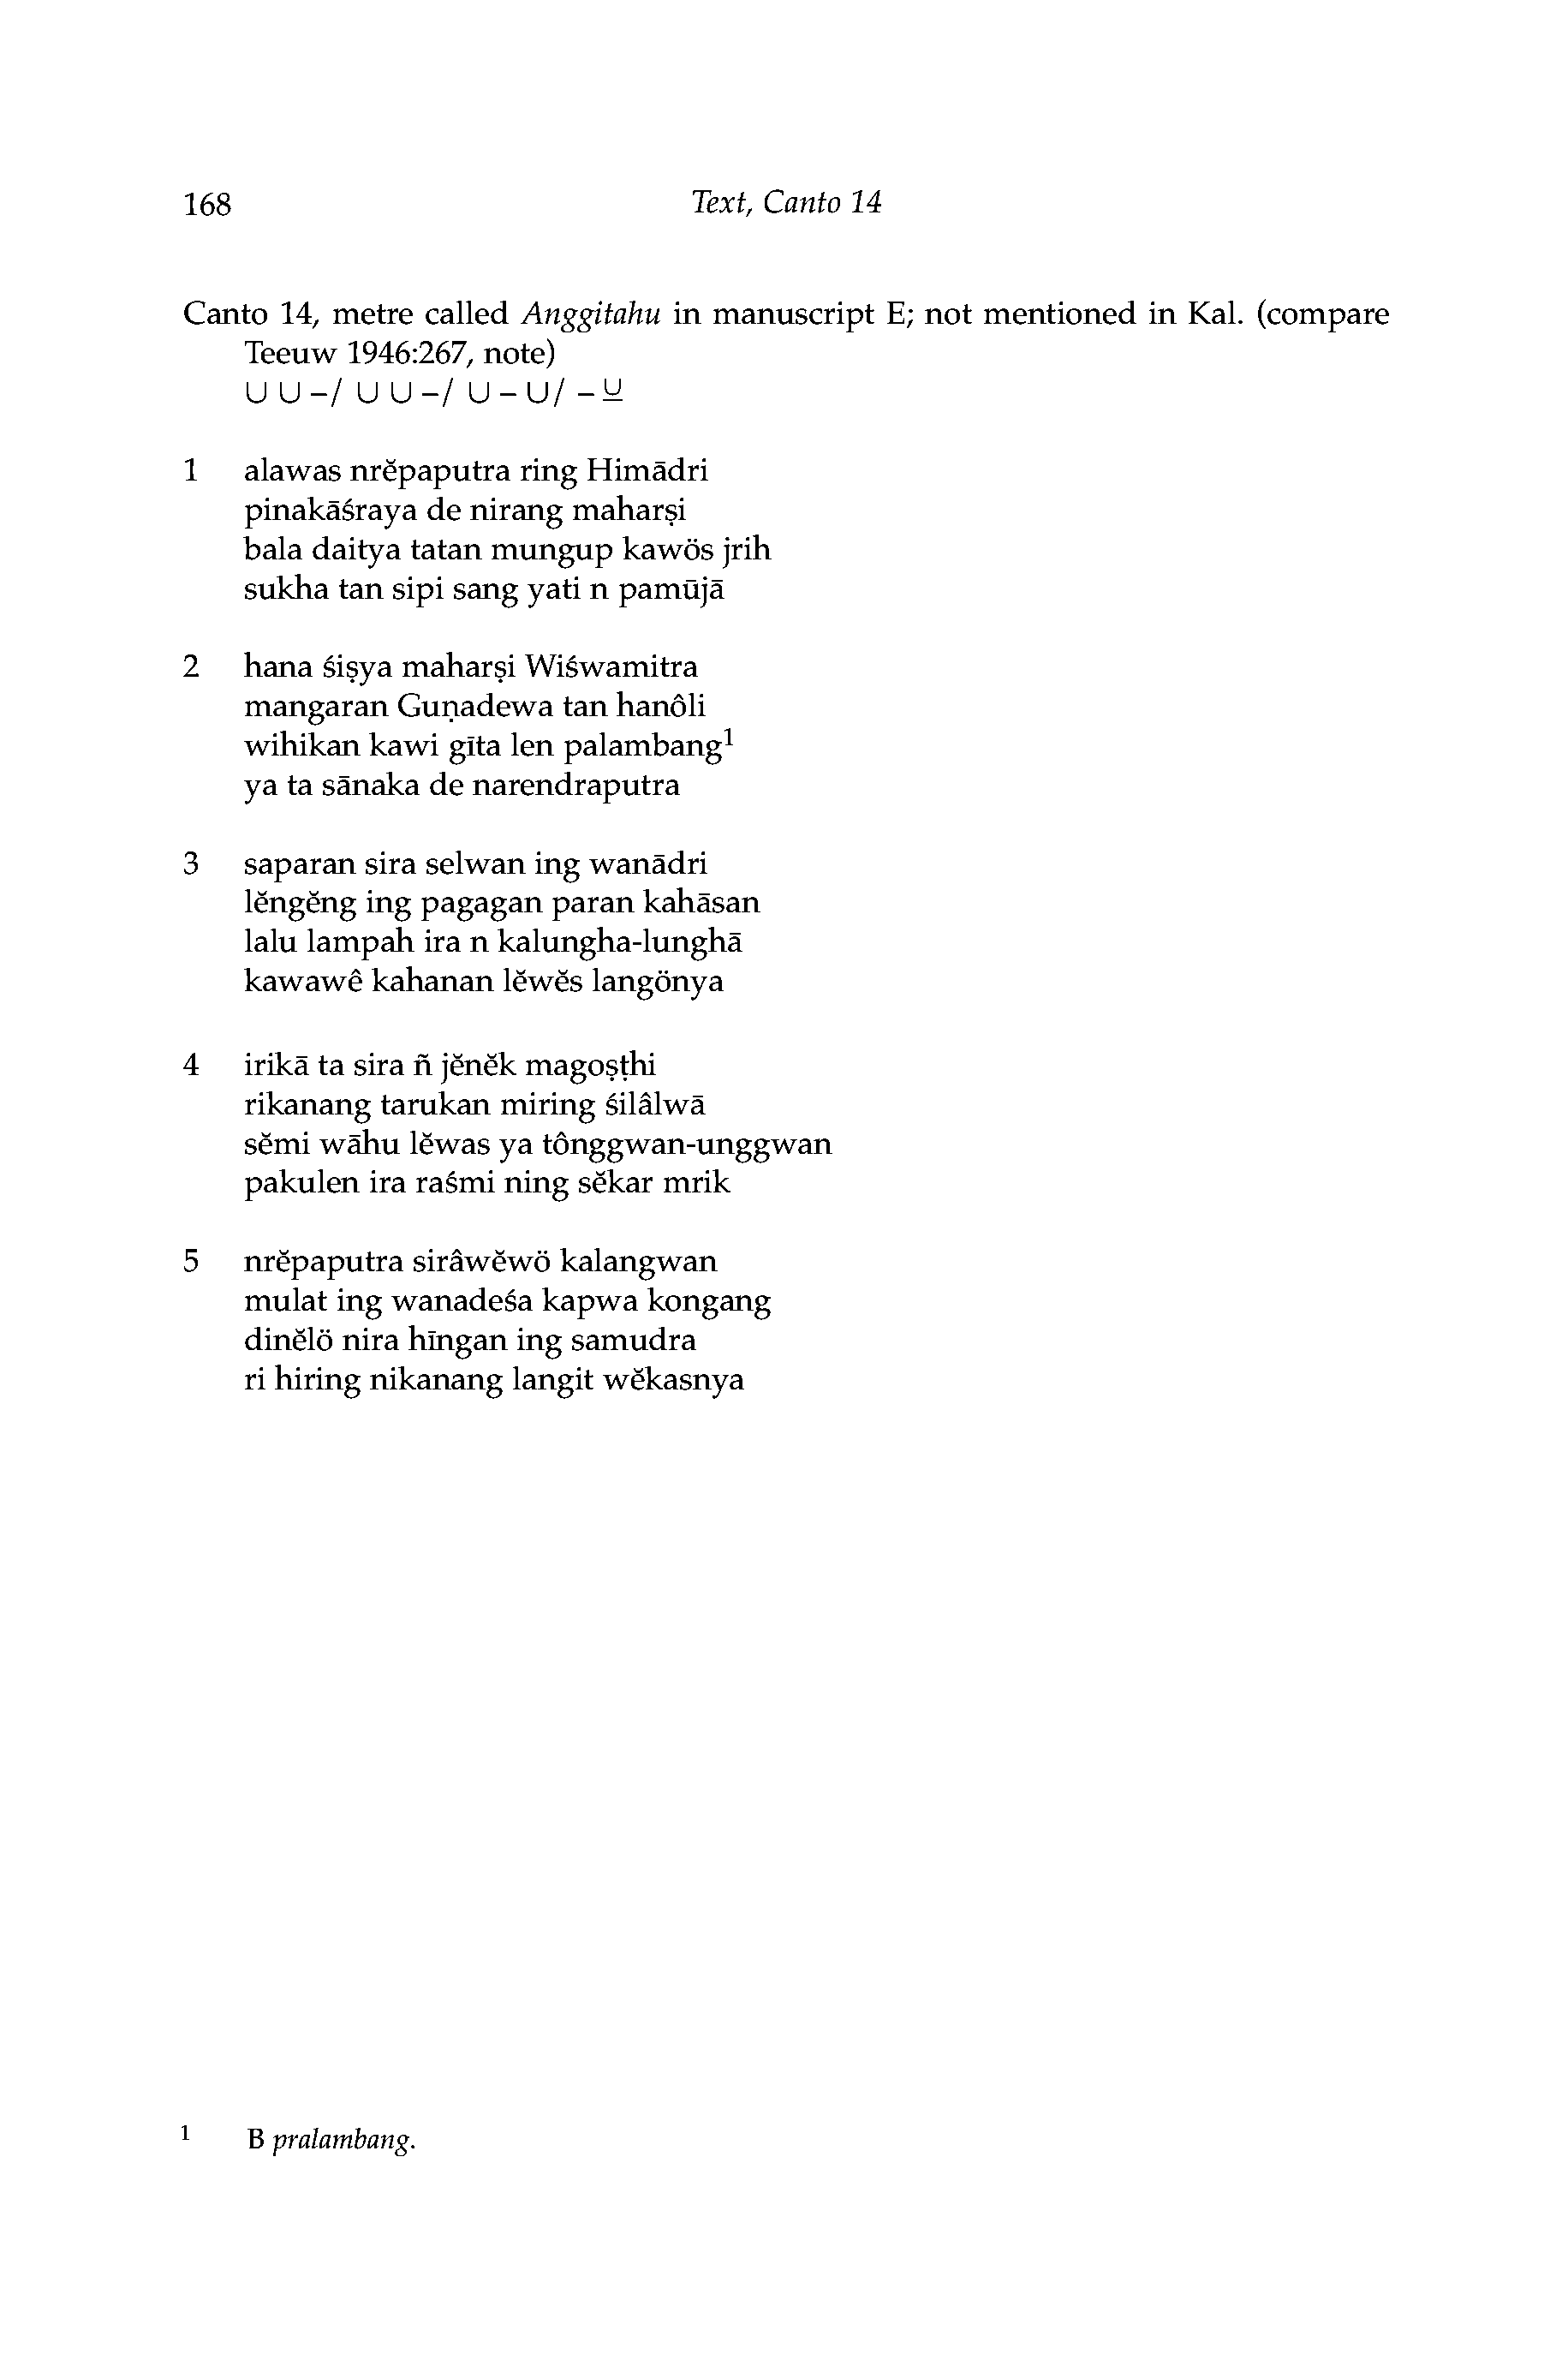 168 Text, Canto 14
Canto 14, metre called Anggitahu in manuscript E; not mentioned in Kal. (compare
Teeuw 1946:267, note)
∪ ∪ –/ ∪ ∪ –/ ∪ – ∪/ – ⊻
1 alawas nrĕpaputra ring Himādri
pinakāśraya de nirang maharṣi
bala daitya tatan mungup kawös jrih
sukha tan sipi sang yati n pamūjā
2 hana śiṣya maharṣi Wiśwamitra
mangaran Guṇadewa tan hanôli
wihikan kawi gīta len palambang¹
ya ta sānaka de narendraputra
3 saparan sira selwan ing wanādri
lĕngĕng ing pagagan paran kahāsan
lalu lampah ira n kalungha-lunghā
kawawê kahanan lĕwĕs langönya
4 irikā ta sira ñ jĕnĕk magoṣṭhi
rikanang tarukan miring śilâlwā
sĕmi wāhu lĕwas ya tônggwan-unggwan
pakulen ira raśmi ning sĕkar mrik
5 nrĕpaputra sirâwĕwö kalangwan
mulat ing wanadeśa kapwa kongang
dinĕlö nira hīngan ing samudra
ri hiring nikanang langit wĕkasnya
¹ B pralambang.